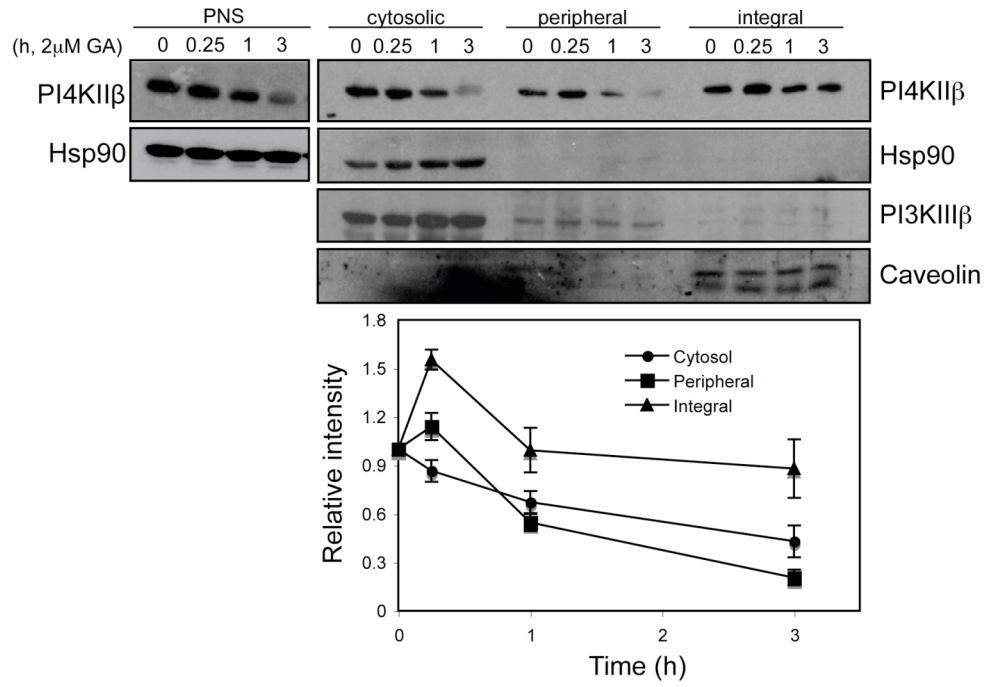 PNS cytosolic peripheral integral
(h, 2μM GA) 0 0.25 1 3 0 0.25 1 3 0 0.25 1 3 0 0.25 1 3
PI4KIIβ PI4KIIβ
Hsp90 Hsp90
PI3KIIIβ
Caveolin
1.8
1.5
1.2
0.9
0.6
0.3
0
Relative intensity
Cytosol
Peripheral
Integral
0 1 2 3
Time (h)